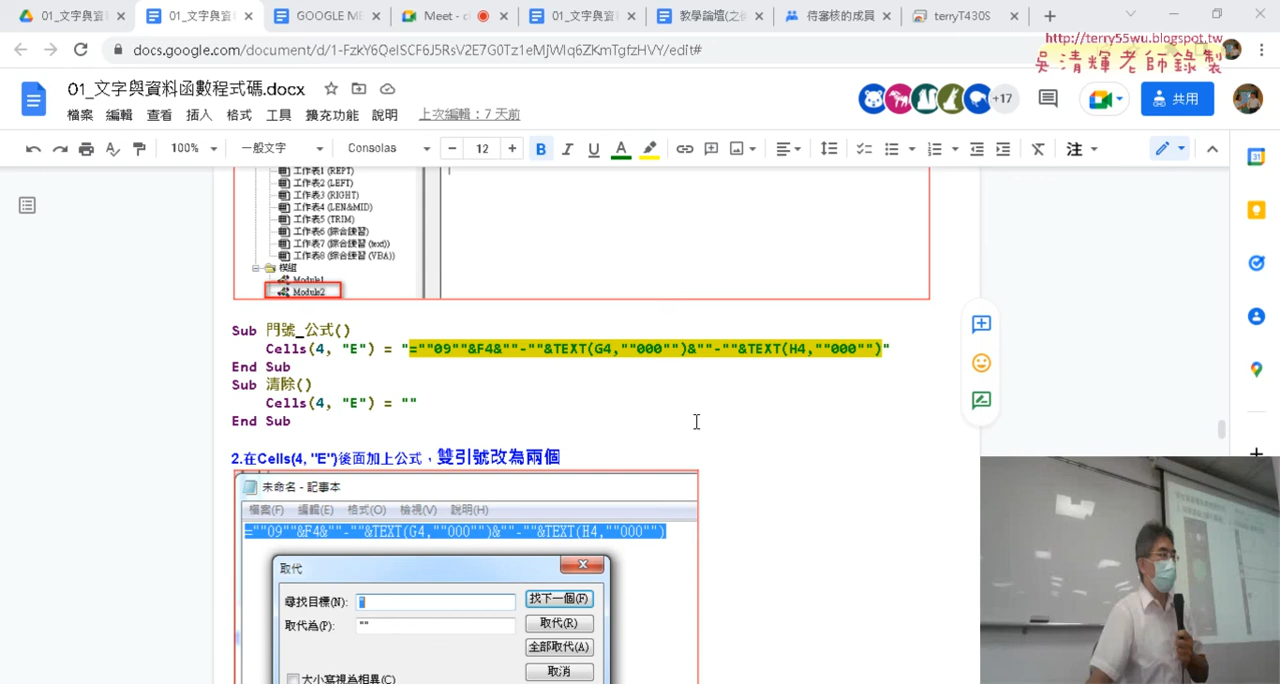 01_文字與資
01_文字與資
GOOGLE ME
Meet - c
01_文字與資
教學論壇(之
待審核的成員
terryT430S
docs.google.com/document/d/1-FzkY6QeISCF6J5RsV2E7G0Tz1eMjWIq6ZKmTgfzHVY/edit#
http://terry55wu.blogspot.tw
吳清輝老師錄製
01_文字與資料函數程式碼.docx
檔案 編輯 查看 插入 格式 工具 擴充功能 說明 上次編輯：7 天前
+17
共用
100% 一般文字 Consolas 12 B I U A 注
31
工作表1 (REPT)
工作表2 (LEFT)
工作表3 (RIGHT)
工作表4 (LEN&MID)
工作表5 (TRIM)
工作表6 (綜合練習)
工作表7 (綜合練習 (text))
工作表8 (綜合練習 (VBA))
模組
Module1
Module2
Sub 門號_公式()
Cells(4, "E") = "=""09""&F4&""-""&TEXT(G4,""000"")&""-""&TEXT(H4,""000"")"
End Sub
Sub 清除()
Cells(4, "E") = ""
End Sub
2.在Cells(4, "E")後面加上公式，雙引號改為兩個
未命名 - 記事本
檔案(F) 編輯(E) 格式(O) 檢視(V) 說明(H)
=""09""&F4&""-""&TEXT(G4,""000"")&""-""&TEXT(H4,""000"")
取代
尋找目標(N): " 找下一個(F)
取代為(P): "" 取代(R)
全部取代(A)
取消
大小寫視為相異(C)